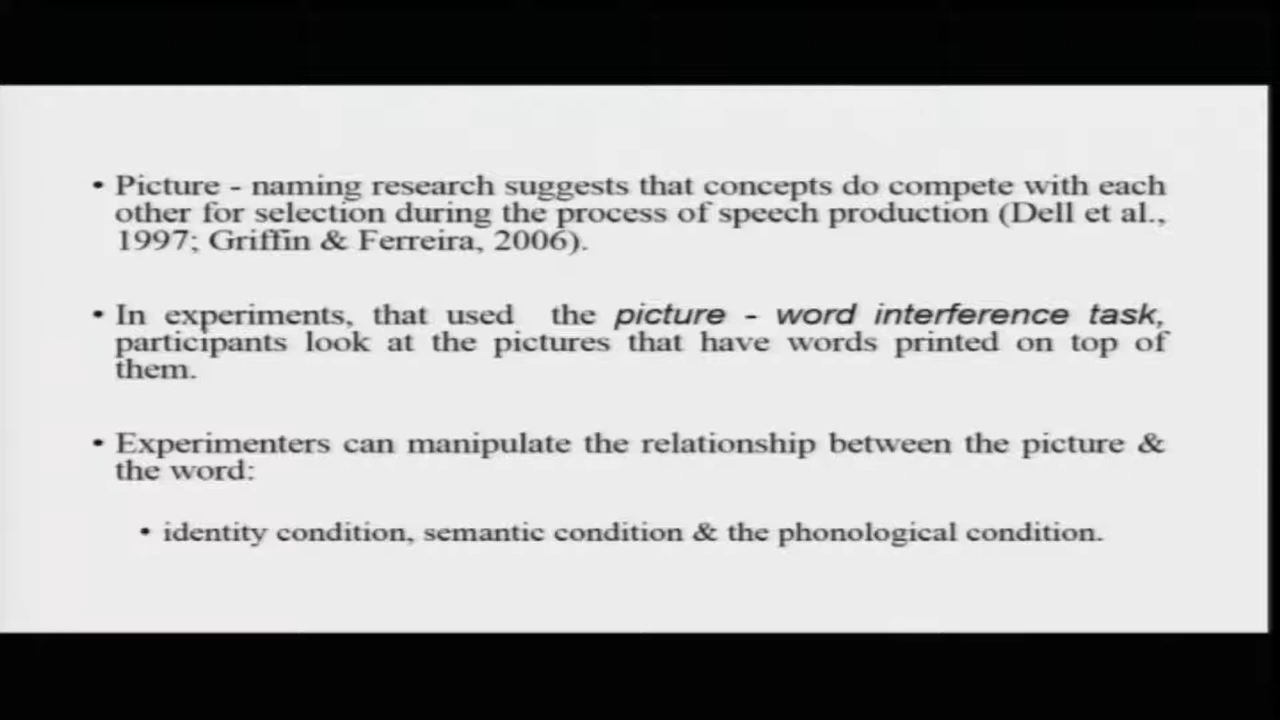 • Picture - naming research suggests that concepts do compete with each
other for selection during the process of speech production (Dell et al.,
1997; Griffin & Ferreira, 2006).
• In experiments, that used the picture - word interference task,
participants look at the pictures that have words printed on top of
them.
• Experimenters can manipulate the relationship between the picture &
the word:
• identity condition, semantic condition & the phonological condition.